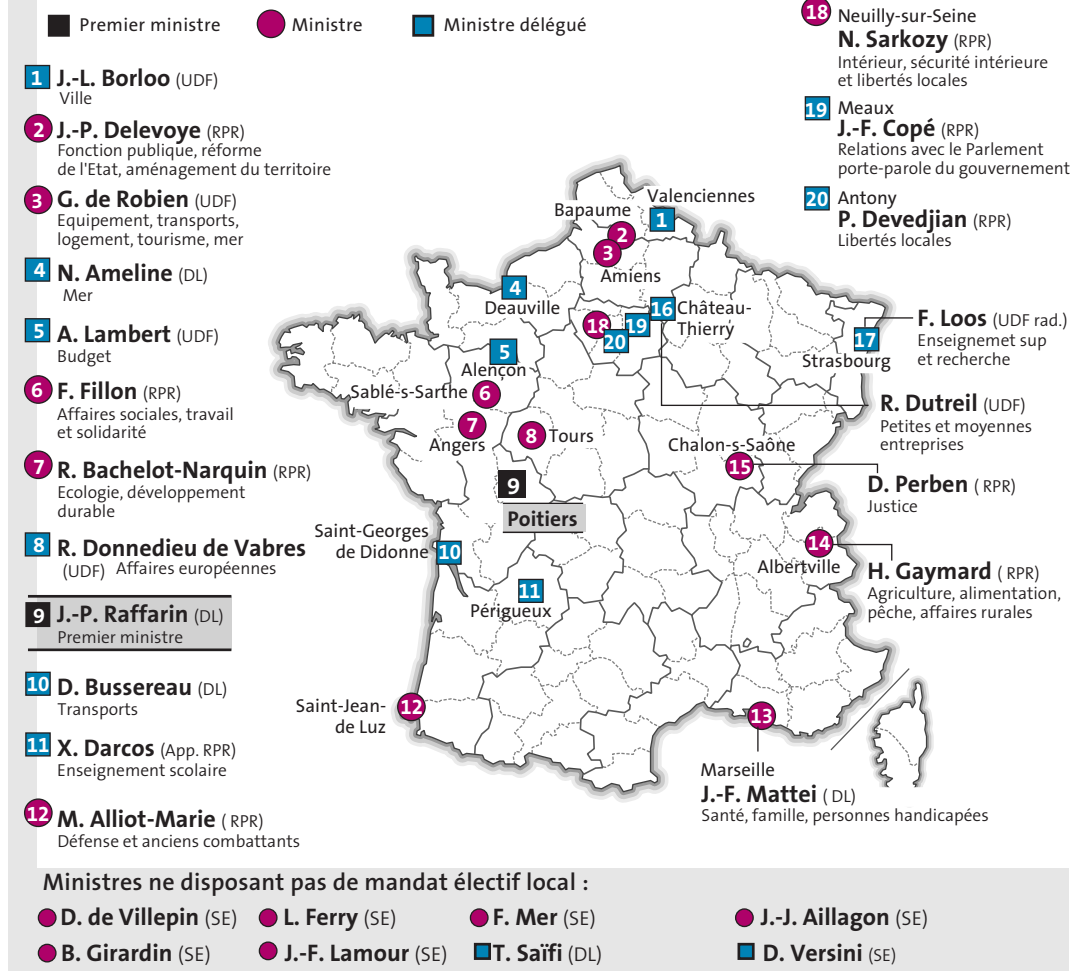 Premier ministre
Ministre
Ministre délégué
1 J.-L. Borloo (UDF)
Ville
2 J.-P. Delevoye (RPR)
Fonction publique, réforme
de l'Etat, aménagement du territoire
3 G. de Robien (UDF)
Equipement, transports,
logement, tourisme, mer
4 N. Ameline (DL)
Mer
5 A. Lambert (UDF)
Budget
6 F. Fillon (RPR)
Affaires sociales, travail
et solidarité
7 R. Bachelot-Narquin (RPR)
Ecologie, développement
durable
8 R. Donnedieu de Vabres
(UDF) Affaires européennes
9 J.-P. Raffarin (DL)
Premier ministre
10 D. Bussereau (DL)
Transports
11 X. Darcos (App. RPR)
Enseignement scolaire
12 M. Alliot-Marie ( RPR)
Défense et anciens combattants
18 Neuilly-sur-Seine
N. Sarkozy (RPR)
Intérieur, sécurité intérieure
et libertés locales
19 Meaux
J.-F. Copé (RPR)
Relations avec le Parlement
porte-parole du gouvernement
20 Antony
P. Devedjian (RPR)
Libertés locales
Valenciennes
1
Bapaume
2
3
Amiens
4
Deauville
16
Château-
Thierry
18
19
20
17
Strasbourg
F. Loos (UDF rad.)
Enseignemet sup
et recherche
5
Alençon
Sablé-s-Sarthe
6
R. Dutreil (UDF)
Petites et moyennes
entreprises
7
Angers
8
Tours
Chalon-s-Saône
15
D. Perben ( RPR)
Justice
9
Poitiers
Saint-Georges
de Didonne
10
14
Albertville
H. Gaymard ( RPR)
Agriculture, alimentation,
pêche, affaires rurales
11
Périgueux
Saint-Jean-
de Luz
12
13
Marseille
J.-F. Mattei ( DL)
Santé, famille, personnes handicapées
Ministres ne disposant pas de mandat électif local :
D. de Villepin (SE)
L. Ferry (SE)
F. Mer (SE)
J.-J. Aillagon (SE)
B. Girardin (SE)
J.-F. Lamour (SE)
T. Saïfi (DL)
D. Versini (SE)